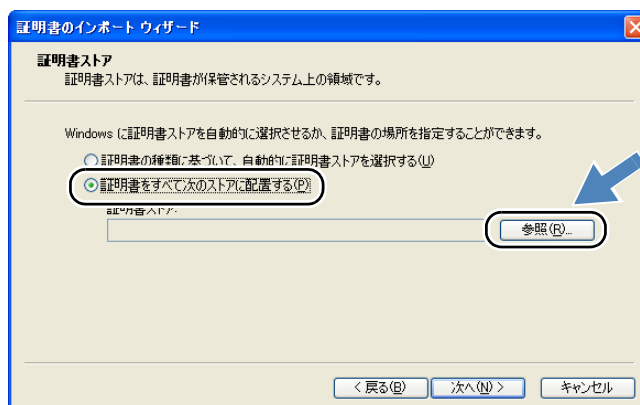 証明書のインポート ウィザード
証明書ストア
証明書ストアは、証明書が保管されるシステム上の領域です。
Windows に証明書ストアを自動的に選択させるか、証明書の場所を指定することができます。
証明書の種類に基づいて、自動的に証明書ストアを選択する(U)
証明書をすべて次のストアに配置する(P)
証明書ストア:
参照(R)...
< 戻る(B)
次へ(N) >
キャンセル